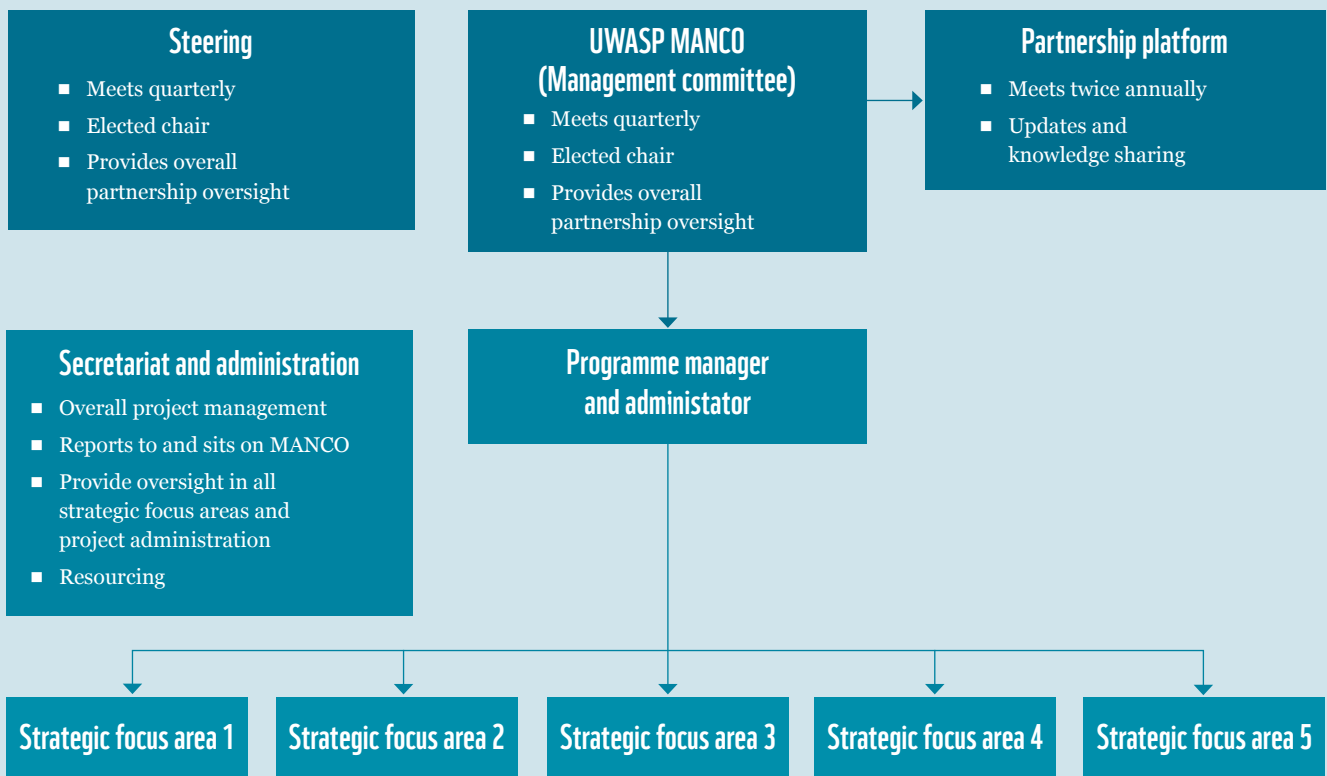 Steering
■ Meets quarterly
■ Elected chair
■ Provides overall
partnership oversight
UWASP MANCO
(Management committee)
■ Meets quarterly
■ Elected chair
■ Provides overall
partnership oversight
Partnership platform
■ Meets twice annually
■ Updates and
knowledge sharing
Secretariat and administration
■ Overall project management
■ Reports to and sits on MANCO
■ Provide oversight in all
strategic focus areas and
project administration
■ Resourcing
Programme manager
and administator
Strategic focus area 1
Strategic focus area 2
Strategic focus area 3
Strategic focus area 4
Strategic focus area 5